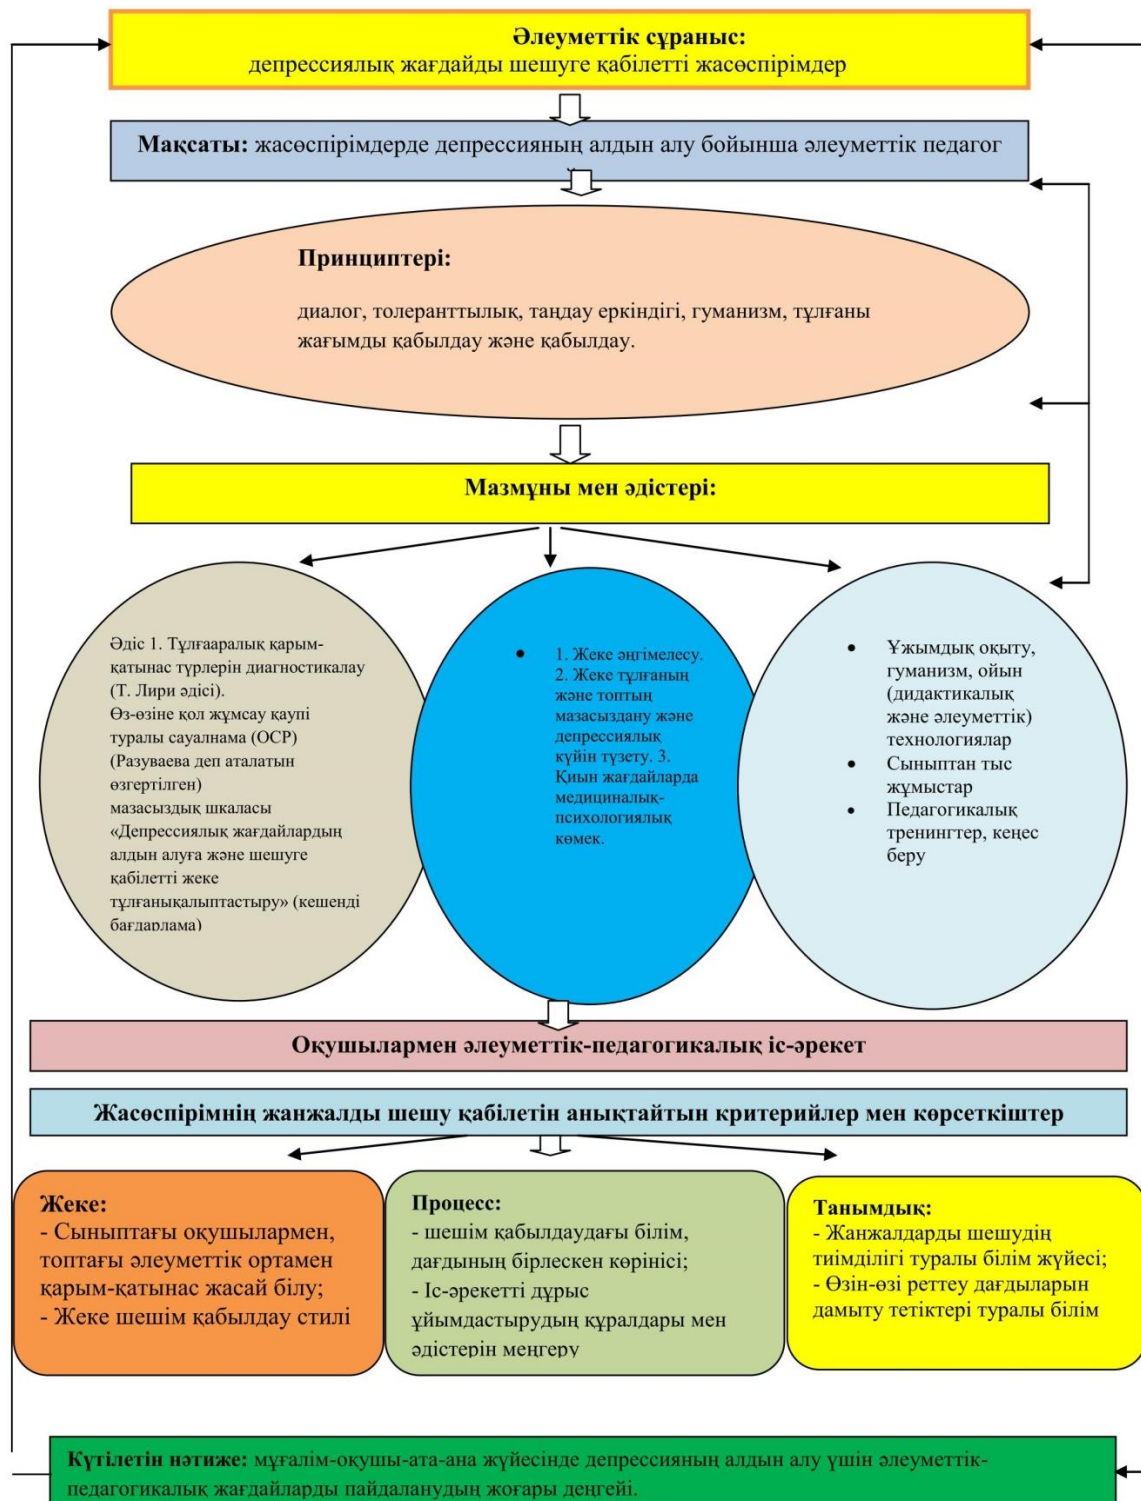 Әлеуметтік сұраныс:
депрессиялық жағдайды шешуге қабілетті жасөспірімдер
Мақсаты: жасөспірімдерде депрессияның алдын алу бойынша әлеуметтік педагог
Принциптері:
диалог, толеранттылық, таңдау еркіндігі, гуманизм, тұлғаны
жағымды қабылдау және қабылдау.
Мазмұны мен әдістері:
Әдіс 1. Тұлғааралық қарым-
қатынас түрлерін диагностикалау
(Т. Лири әдісі).
Өз-өзіне қол жұмсау қаупі
туралы сауалнама (ОСР)
(Разуваева деп аталатын
өзгертілген)
мазасыздық шкаласы
«Депрессиялық жағдайлардың
алдын алуға және шешуге
қабілетті жеке
тұлғанықалыптастыру» (кешенді
бағдарлама)
• 1. Жеке әңгімелесу.
2. Жеке тұлғаның
және топтың
мазасыздану және
депрессиялық
күйін түзету. 3.
Қиын жағдайларда
медициналық-
психологиялық
көмек.
• Ұжымдық оқыту,
гуманизм, ойын
(дидактикалық
және әлеуметтік)
технологиялар
• Сыныптан тыс
жұмыстар
• Педагогикалық
тренингтер, кеңес
беру
Оқушылармен әлеуметтік-педагогикалық іс-әрекет
Жасөспірімнің жанжалды шешу қабілетін анықтайтын критерийлер мен көрсеткіштер
Жеке:
- Сыныптағы оқушылармен,
топтағы әлеуметтік ортамен
қарым-қатынас жасай білу;
- Жеке шешім қабылдау стилі
Процесс:
- шешім қабылдаудағы білім,
дағдының бірлескен көрінісі;
- Іс-әрекетті дұрыс
ұйымдастырудың құралдары мен
әдістерін меңгеру
Танымдық:
- Жанжалдарды шешудің
тиімділігі туралы білім жүйесі;
- Өзін-өзі реттеу дағдыларын
дамыту тетіктері туралы білім
Күтілетін нәтиже: мұғалім-оқушы-ата-ана жүйесінде депрессияның алдын алу үшін әлеуметтік-
педагогикалық жағдайларды пайдаланудың жоғары деңгейі.